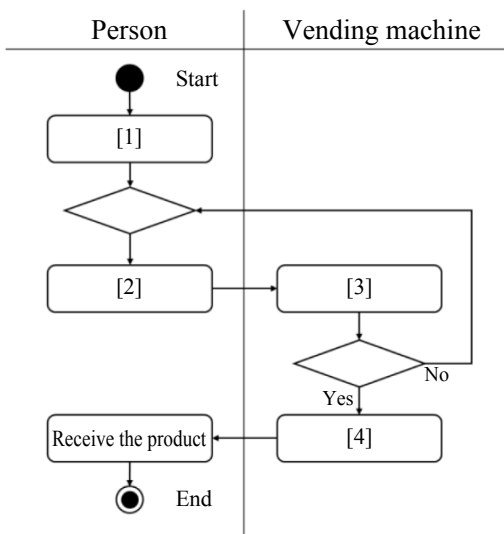 Person
Vending machine
Start
[1]
[2]
[3]
No
Yes
Receive the product
[4]
End